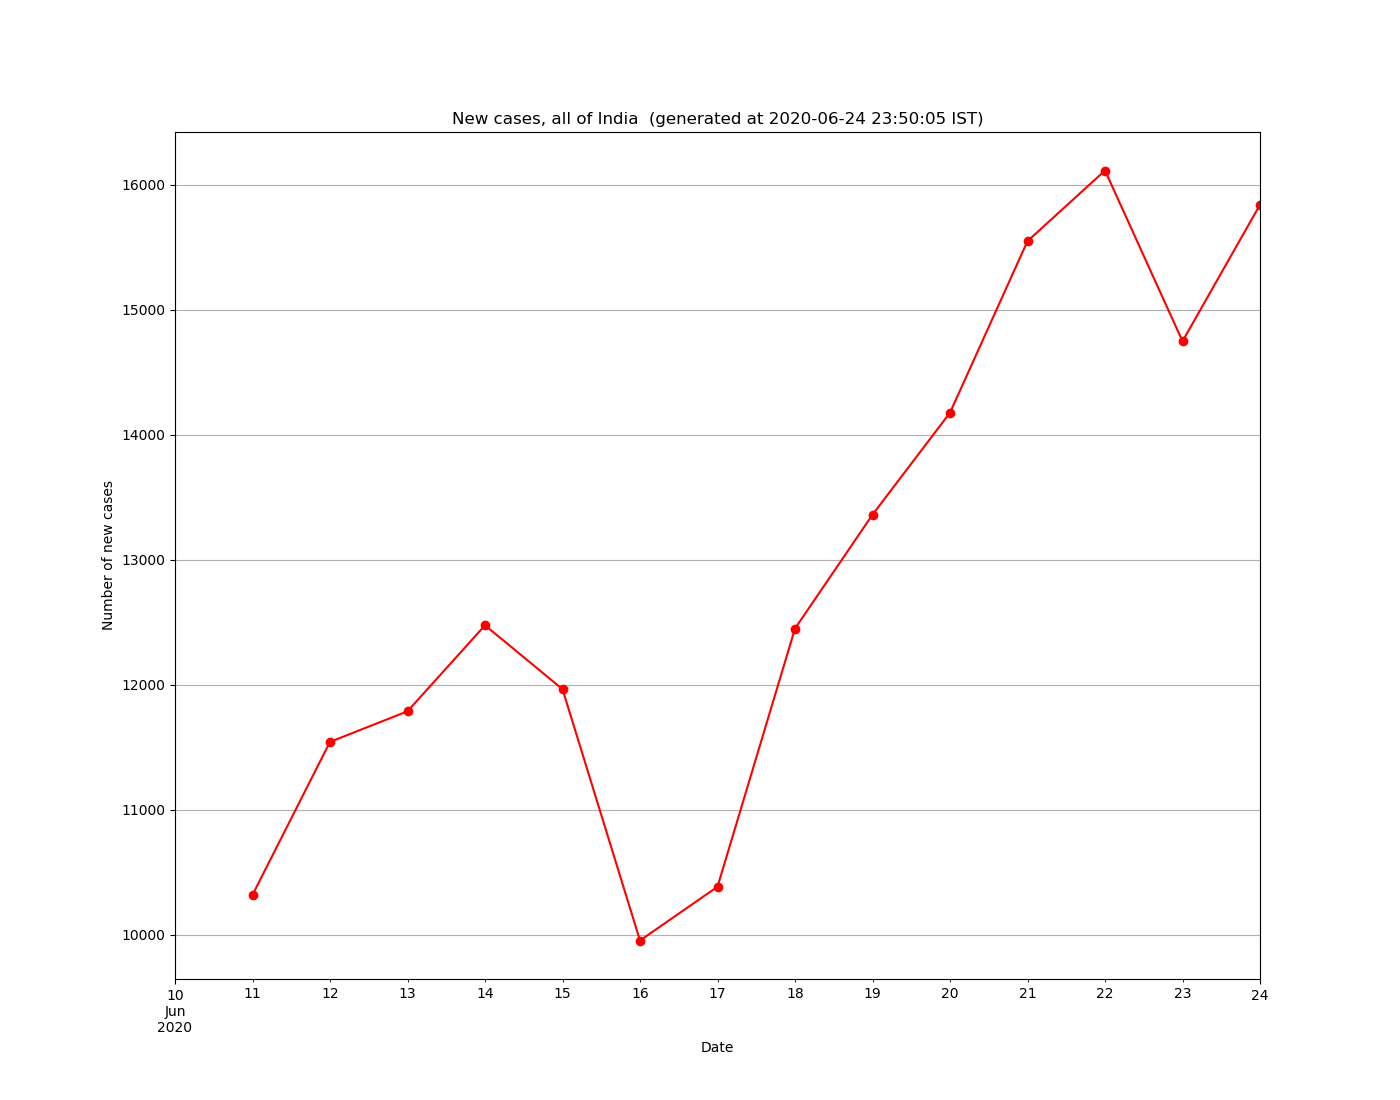 New cases, all of India  (generated at 2020-06-24 23:50:05 IST)
16000
15000
14000
13000
12000
11000
10000
Number of new cases
10 11 12 13 14 15 16 17 18 19 20 21 22 23 24
Jun
2020
Date